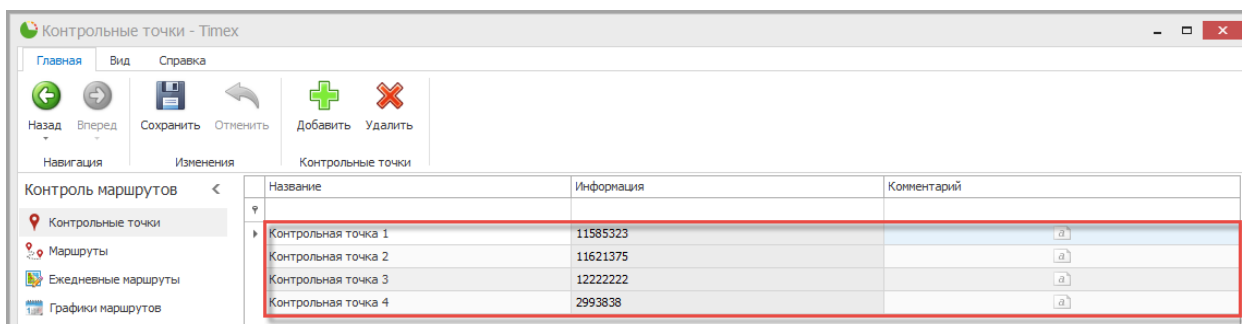 Контрольные точки - Timex
Главная Вид Справка
Назад Вперед Сохранить Отменить Добавить Удалить
Навигация Изменения Контрольные точки
Контроль маршрутов
Контрольные точки
Маршруты
Ежедневные маршруты
Графики маршрутов
Название Информация Комментарий
Контрольная точка 1 11585323 a
Контрольная точка 2 11621375 a
Контрольная точка 3 12222222 a
Контрольная точка 4 2993838 a